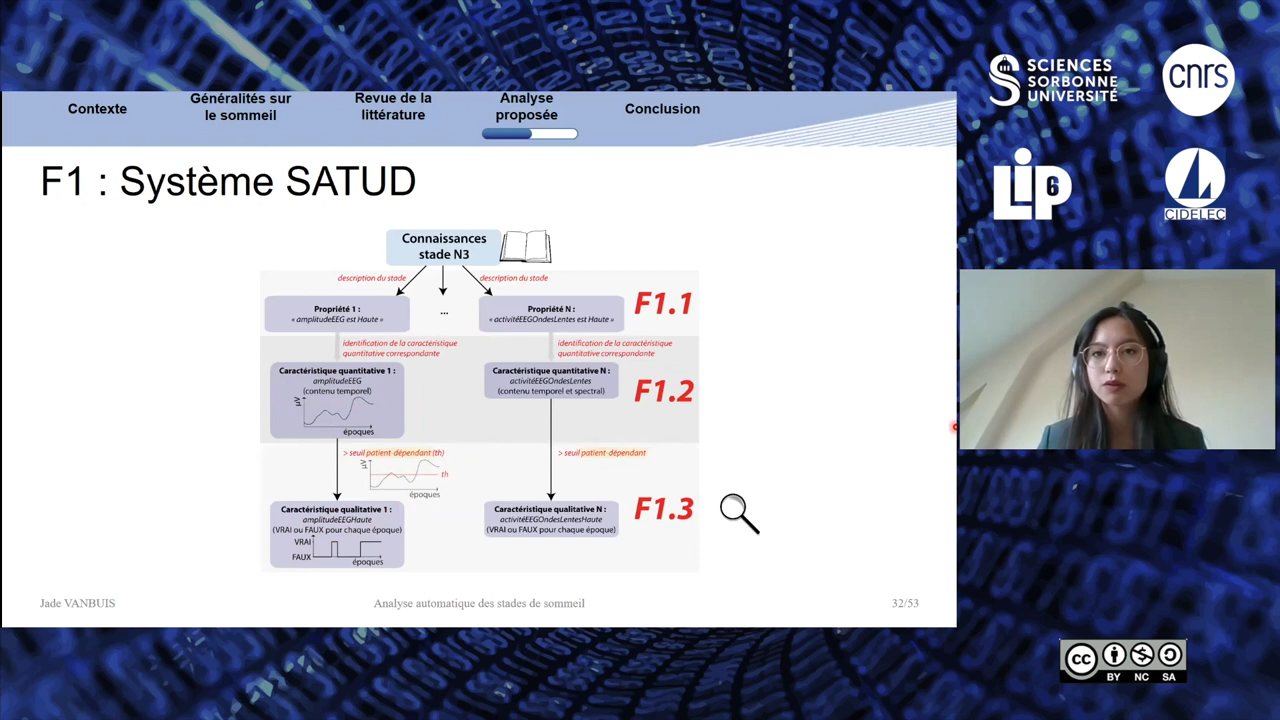 Contexte
Généralités sur
le sommeil
Revue de la
littérature
Analyse
proposée
Conclusion
F1 : Système SATUD
Connaissances
stade N3
description du stade
description du stade
Propriété 1 :
« amplitudeEEG est Haute »
...
Propriété N :
« activitéEEGOndesLentes est Haute »
F1.1
identification de la caractéristique
quantitative correspondante
identification de la caractéristique
quantitative correspondante
Caractéristique quantitative 1 :
amplitudeEEG
(contenu temporel)
µV
époques
Caractéristique quantitative N :
activitéEEGOndesLentes
(contenu temporel et spectral)
F1.2
> seuil patient-dépendant (th)
µV
th
époques
> seuil patient-dépendant
Caractéristique qualitative 1 :
amplitudeEEGHaute
(VRAI ou FAUX pour chaque époque)
VRAI
FAUX
époques
Caractéristique qualitative N :
activitéEEGOndesLentesHaute
(VRAI ou FAUX pour chaque époque)
F1.3
Jade VANBUIS
Analyse automatique des stades de sommeil
32/53
SCIENCES
SORBONNE
UNIVERSITÉ
cnrs
LIP6
CIDELEC
cc
BY NC SA